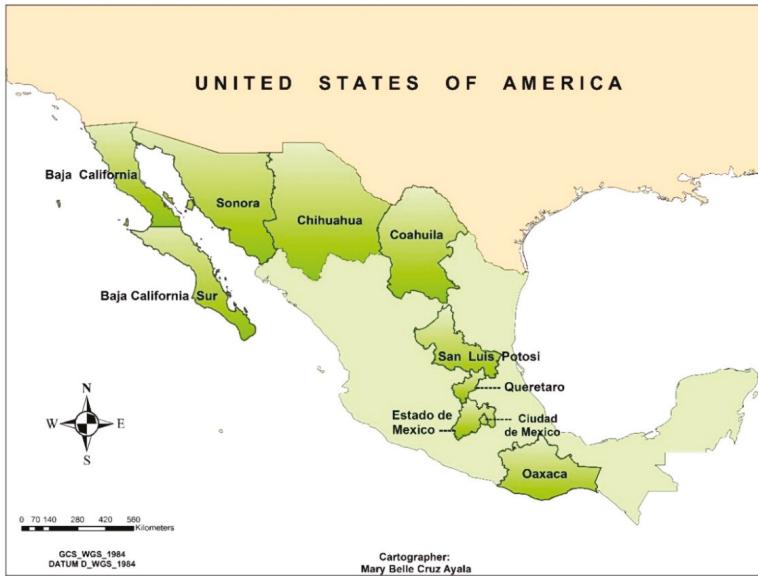 UNITED STATES OF AMERICA
Baja California
Sonora
Chihuahua
Coahuila
Baja California Sur
San Luis Potosi
Queretaro
Estado de
Mexico
Ciudad
de Mexico
Oaxaca
N
W
E
S
0 70 140 280 420 560
Kilometers
GCS_WGS_1984
DATUM D_WGS_1984
Cartographer:
Mary Belle Cruz Ayala